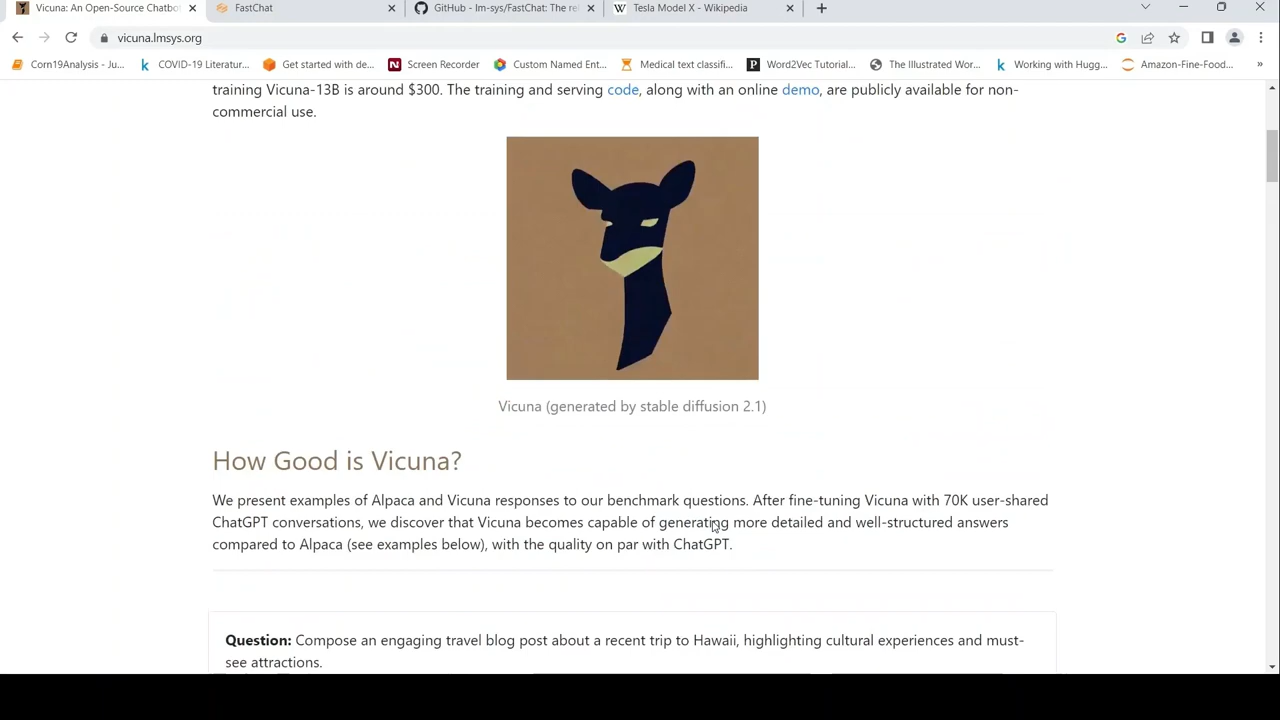 Vicuna: An Open-Source Chatbot
FastChat
GitHub - lm-sys/FastChat: The re
Tesla Model X - Wikipedia
vicuna.lmsys.org
Corn19Analysis - Ju...
COVID-19 Literatur...
Get started with de...
Screen Recorder
Custom Named Ent...
Medical text classifi...
Word2Vec Tutorial...
The Illustrated Wor...
Working with Hugg...
Amazon-Fine-Food...
training Vicuna-13B is around $300. The training and serving code, along with an online demo, are publicly available for non-
commercial use.
Vicuna (generated by stable diffusion 2.1)
How Good is Vicuna?
We present examples of Alpaca and Vicuna responses to our benchmark questions. After fine-tuning Vicuna with 70K user-shared
ChatGPT conversations, we discover that Vicuna becomes capable of generating more detailed and well-structured answers
compared to Alpaca (see examples below), with the quality on par with ChatGPT.
Question: Compose an engaging travel blog post about a recent trip to Hawaii, highlighting cultural experiences and must-
see attractions.